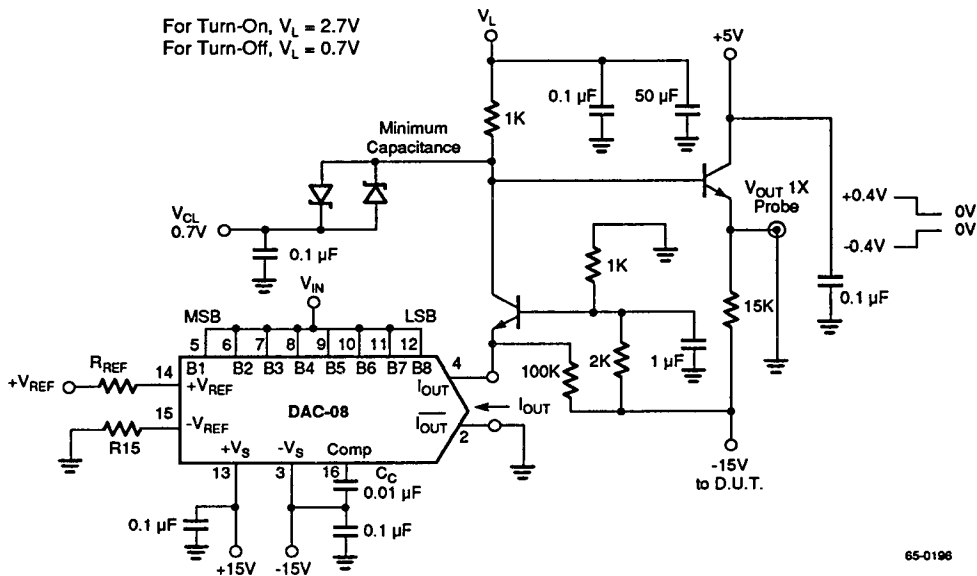 For Turn-On, V_L = 2.7V
For Turn-Off, V_L = 0.7V
V_L
+5V
0.1 µF
50 µF
1K
Minimum
Capacitance
V_CL
0.7V
0.1 µF
V_OUT 1X
Probe
+0.4V
0V
0V
-0.4V
V_IN
1K
15K
0.1 µF
MSB
LSB
5 6 7 8 9 10 11 12
B1 B2 B3 B4 B5 B6 B7 B8
4
I_OUT
100K
2K
1 µF
+V_REF
R_REF
14
+V_REF
DAC-08
I_OUT
15
-V_REF
I_OUT
2
R15
+V_S
-V_S
Comp
13
3
16
C_C
0.01 µF
-15V
to D.U.T.
0.1 µF
0.1 µF
+15V
-15V
65-0196